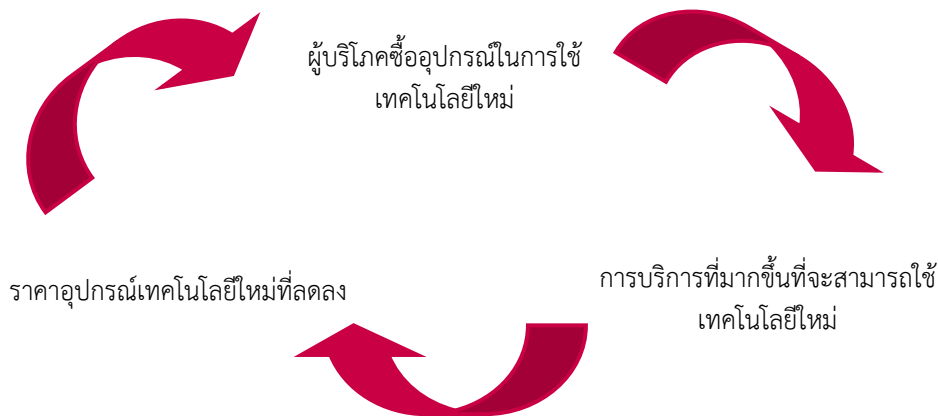 ผู้บริโภคซื้ออุปกรณ์ในการใช้
เทคโนโลยีใหม่
การบริการที่มากขึ้นที่จะสามารถใช้
เทคโนโลยีใหม่
ราคาอุปกรณ์เทคโนโลยีใหม่ที่ลดลง